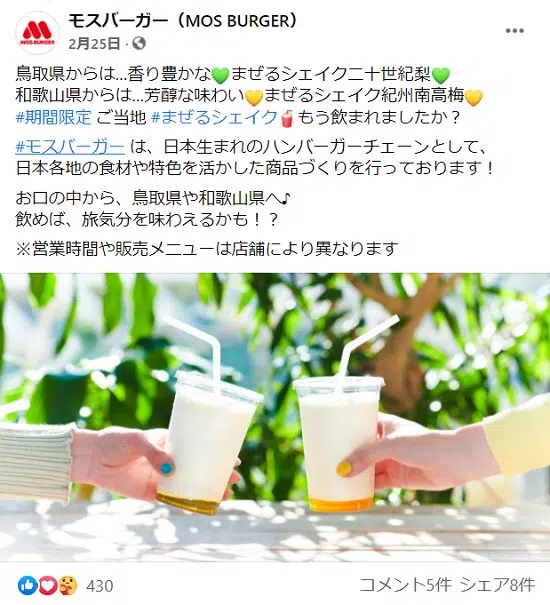 モスバーガー（MOS BURGER）
MOS BURGER
2月25日
鳥取県からは…香り豊かな💚まぜるシェイク二十世紀梨💚
和歌山県からは…芳醇な味わい💛まぜるシェイク紀州南高梅💛
#期間限定 ご当地 #まぜるシェイク🥤もう飲まれましたか？
#モスバーガー は、日本生まれのハンバーガーチェーンとして、
日本各地の食材や特色を活かした商品づくりを行っております！
お口の中から、鳥取県や和歌山県へ♪
飲めば、旅気分を味わえるかも！？
※営業時間や販売メニューは店舗により異なります
430
コメント5件 シェア8件